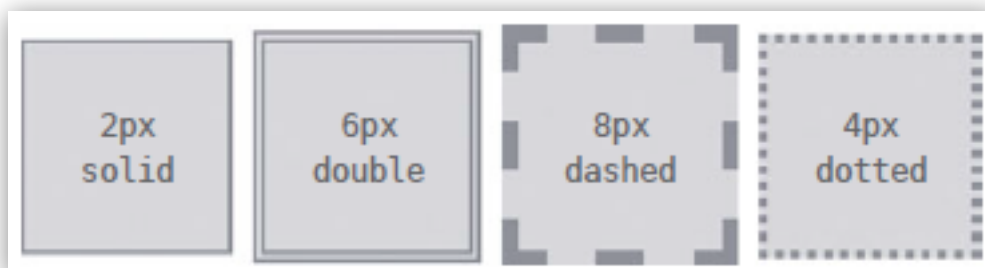 2px
solid
6px
double
8px
dashed
4px
dotted